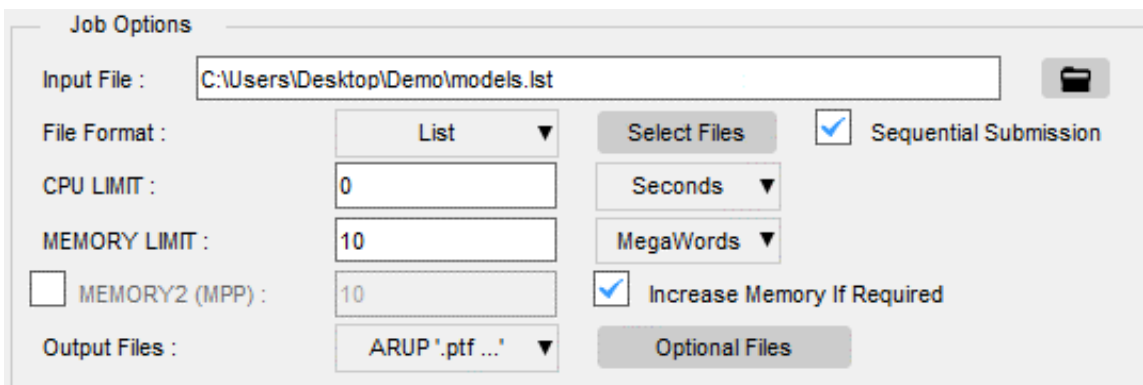 Job Options
Input File : C:\Users\Desktop\Demo\models.lst
File Format : List Select Files Sequential Submission
CPU LIMIT : 0 Seconds
MEMORY LIMIT : 10 MegaWords
MEMORY2 (MPP) : 10 Increase Memory If Required
Output Files : ARUP '.ptf ...' Optional Files